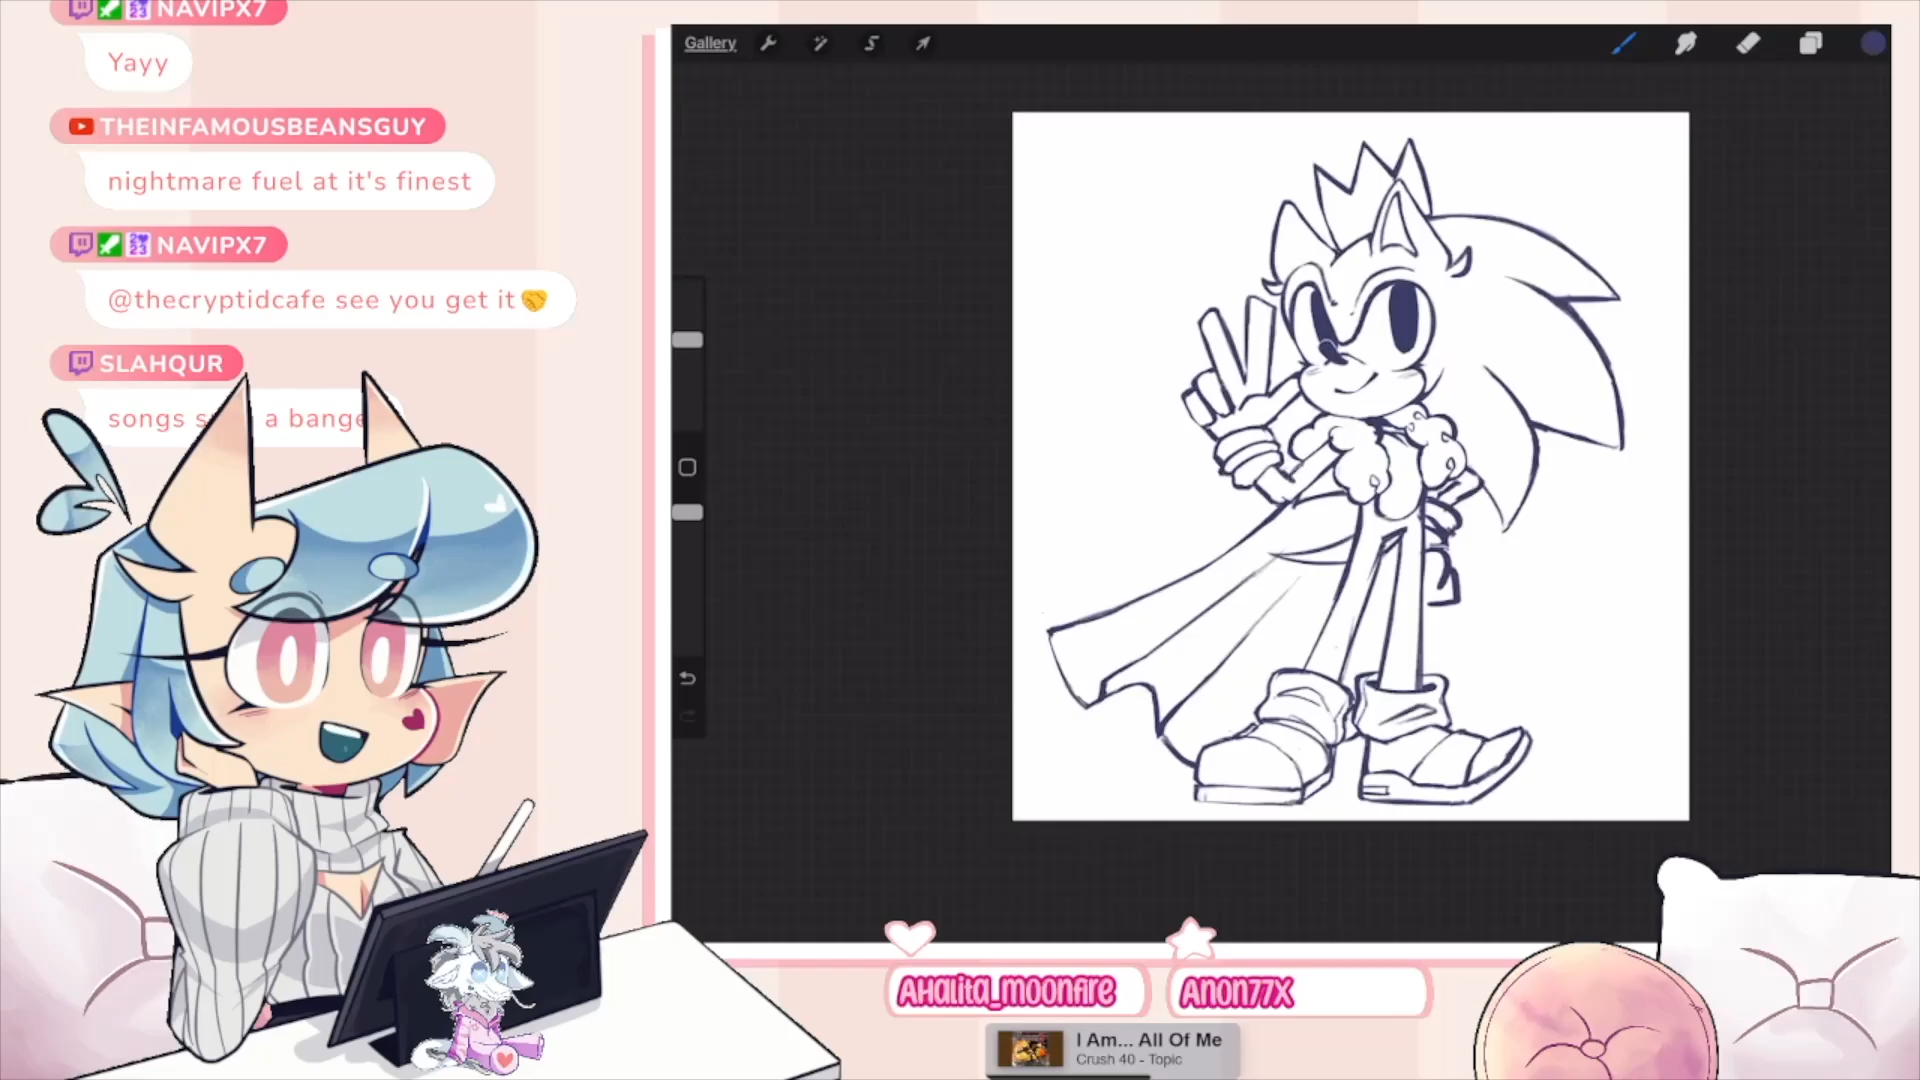 NAVIPX7
Yayy
THEINFAMOUSBEANSGUY
nightmare fuel at it's finest
NAVIPX7
@thecryptidcafe see you get it
SLAHQUR
songs a
Gallery
AHALITA_MOONFIRE
ANON77X
I Am... All Of Me
Crush 40 - Topic